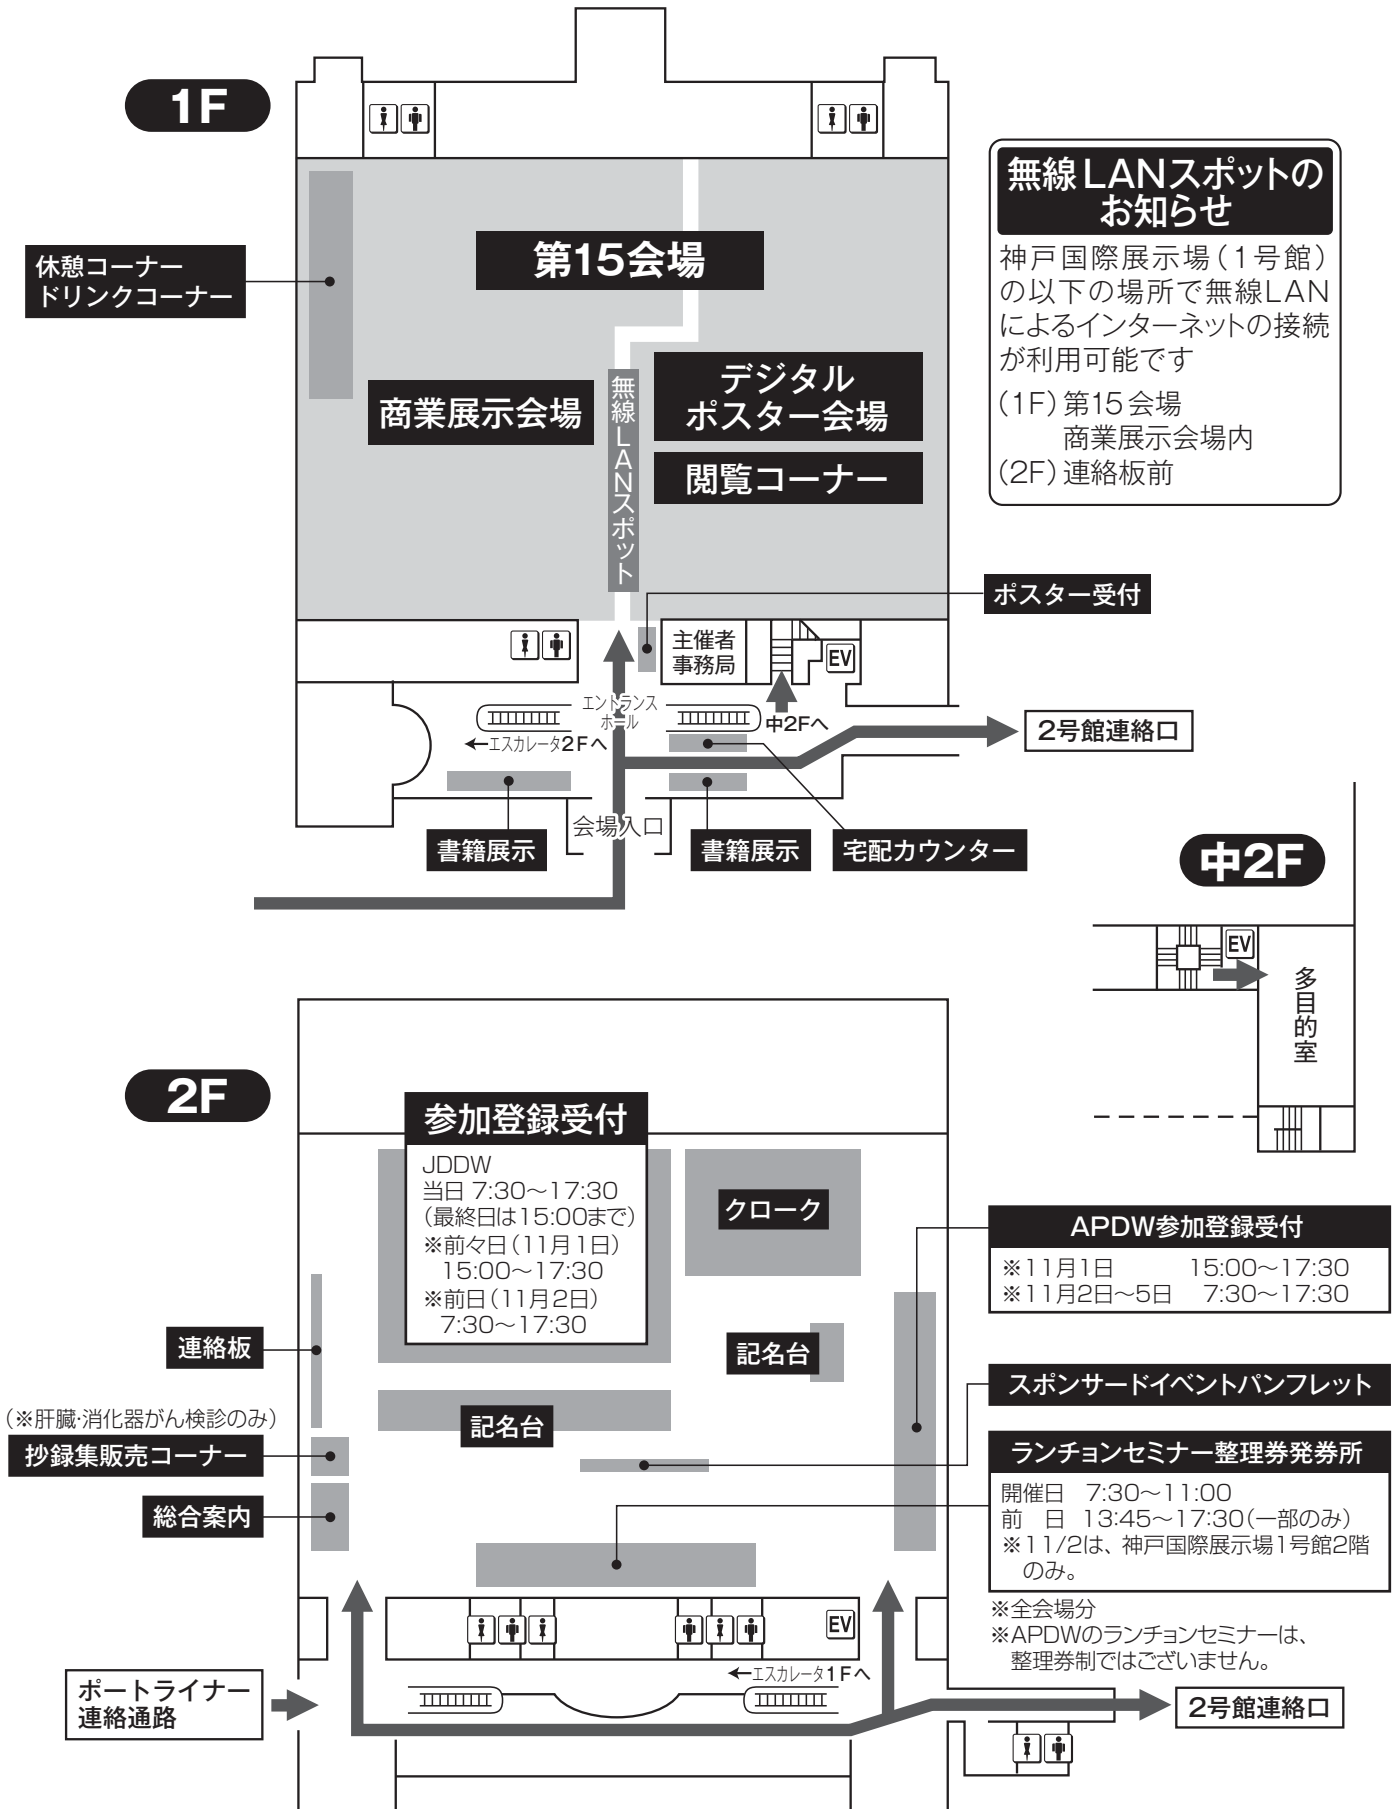 1F
無線LANスポットの
お知らせ
神戸国際展示場（1号館）
の以下の場所で無線LAN
によるインターネットの接続
が利用可能です
（1F）第15会場
商業展示会場内
（2F）連絡板前
第15会場
休憩コーナー
ドリンクコーナー
商業展示会場
無線LANスポット
デジタル
ポスター会場
閲覧コーナー
ポスター受付
主催者
事務局
EV
エントランス
ホール
中2Fへ
←エスカレータ2Fへ
2号館連絡口
会場入口
書籍展示
書籍展示
宅配カウンター
中2F
EV
多目的室
2F
参加登録受付
JDDW
当日 7:30～17:30
（最終日は15:00まで）
※前々日（11月1日）
15:00～17:30
※前日（11月2日）
7:30～17:30
クローク
APDW参加登録受付
※11月1日 15:00～17:30
※11月2日～5日 7:30～17:30
連絡板
記名台
スポンサードイベントパンフレット
（※肝臓・消化器がん検診のみ）
抄録集販売コーナー
記名台
ランチョンセミナー整理券発券所
開催日 7:30～11:00
前 日 13:45～17:30（一部のみ）
※11/2は、神戸国際展示場1号館2階
のみ。
総合案内
※全会場分
※APDWのランチョンセミナーは、
整理券制ではございません。
EV
←エスカレータ1Fへ
ポートライナー
連絡通路
2号館連絡口